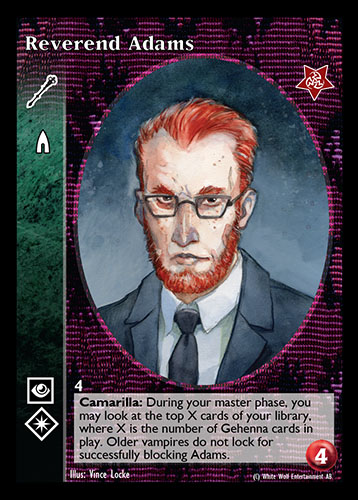 Reverend Adams
4
Camarilla: During your master phase, you
may look at the top X cards of your library,
where X is the number of Gehenna cards in
play. Older vampires do not lock for
successfully blocking Adams.
4
Illus: Vince Locke
(C) White Wolf Entertainment AB.